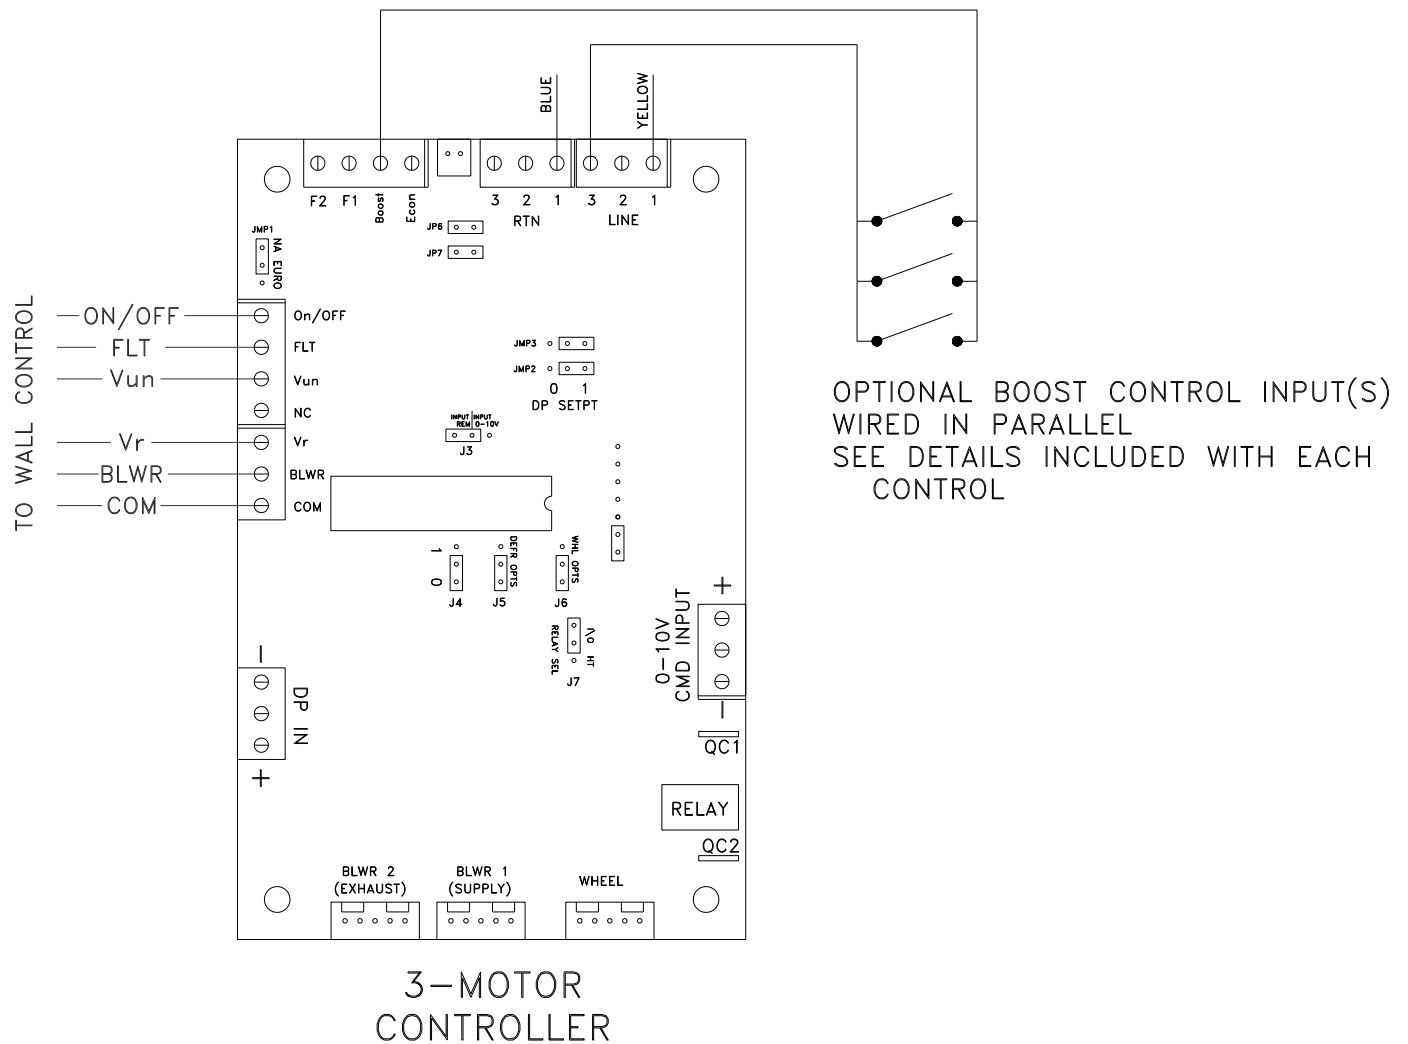 BLUE
YELLOW
F2 F1 Boost Econ
3 2 1
RTN
3 2 1
LINE
JP6
JP7
JMP1
NA EURO
TO WALL CONTROL
ON/OFF
FLT
Vun
Vr
BLWR
COM
On/OFF
FLT
Vun
NC
Vr
BLWR
COM
JMP3
JMP2
0 1
DP SETPT
INPUT INPUT
REM 0-10V
J3
OPTIONAL BOOST CONTROL INPUT(S)
WIRED IN PARALLEL
SEE DETAILS INCLUDED WITH EACH
CONTROL
1
0
J4
DEFR OPTS
J5
WHL OPTS
J6
RELAY SEL
I\O HT
J7
+
0-10V
CMD INPUT
-
-
DP IN
+
QC1
RELAY
QC2
BLWR 2
(EXHAUST)
BLWR 1
(SUPPLY)
WHEEL
3-MOTOR
CONTROLLER